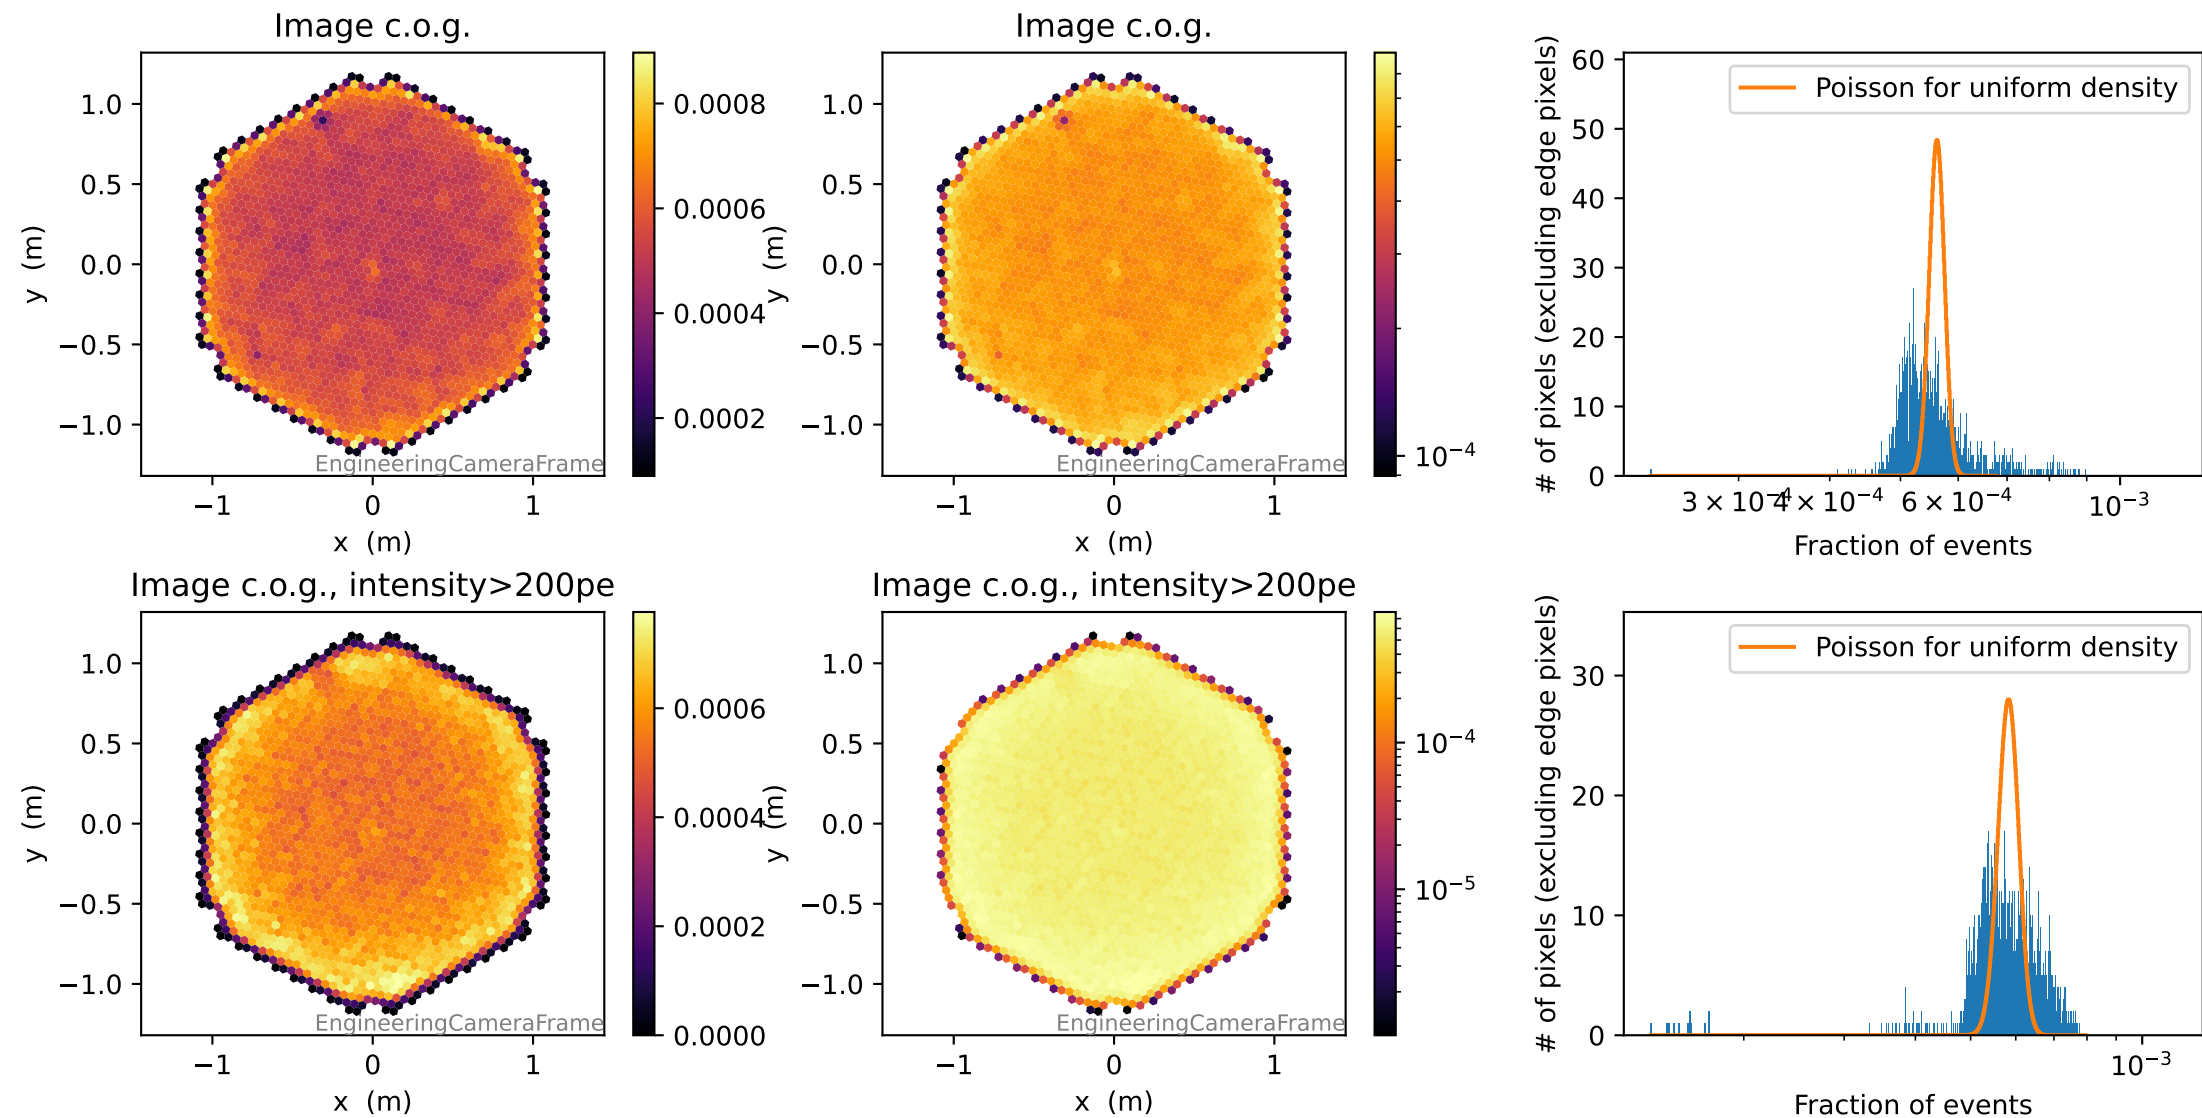 Image c.o.g.
1.0
0.5
0.0
−0.5
−1.0
y (m)
−1
0
1
x (m)
EngineeringCameraFrame
0.0008
0.0006
0.0004
0.0002
Image c.o.g.
1.0
0.5
0.0
−0.5
−1.0
y (m)
−1
0
1
x (m)
EngineeringCameraFrame
10⁻⁴
60
50
40
30
20
10
0
# of pixels (excluding edge pixels)
Poisson for uniform density
3 × 10⁻⁴
4 × 10⁻⁴
6 × 10⁻⁴
10⁻³
Fraction of events
Image c.o.g., intensity>200pe
1.0
0.5
0.0
−0.5
−1.0
y (m)
−1
0
1
x (m)
EngineeringCameraFrame
0.0006
0.0004
0.0002
0.0000
Image c.o.g., intensity>200pe
1.0
0.5
0.0
−0.5
−1.0
y (m)
−1
0
1
x (m)
EngineeringCameraFrame
10⁻⁴
10⁻⁵
30
20
10
0
# of pixels (excluding edge pixels)
Poisson for uniform density
10⁻³
Fraction of events